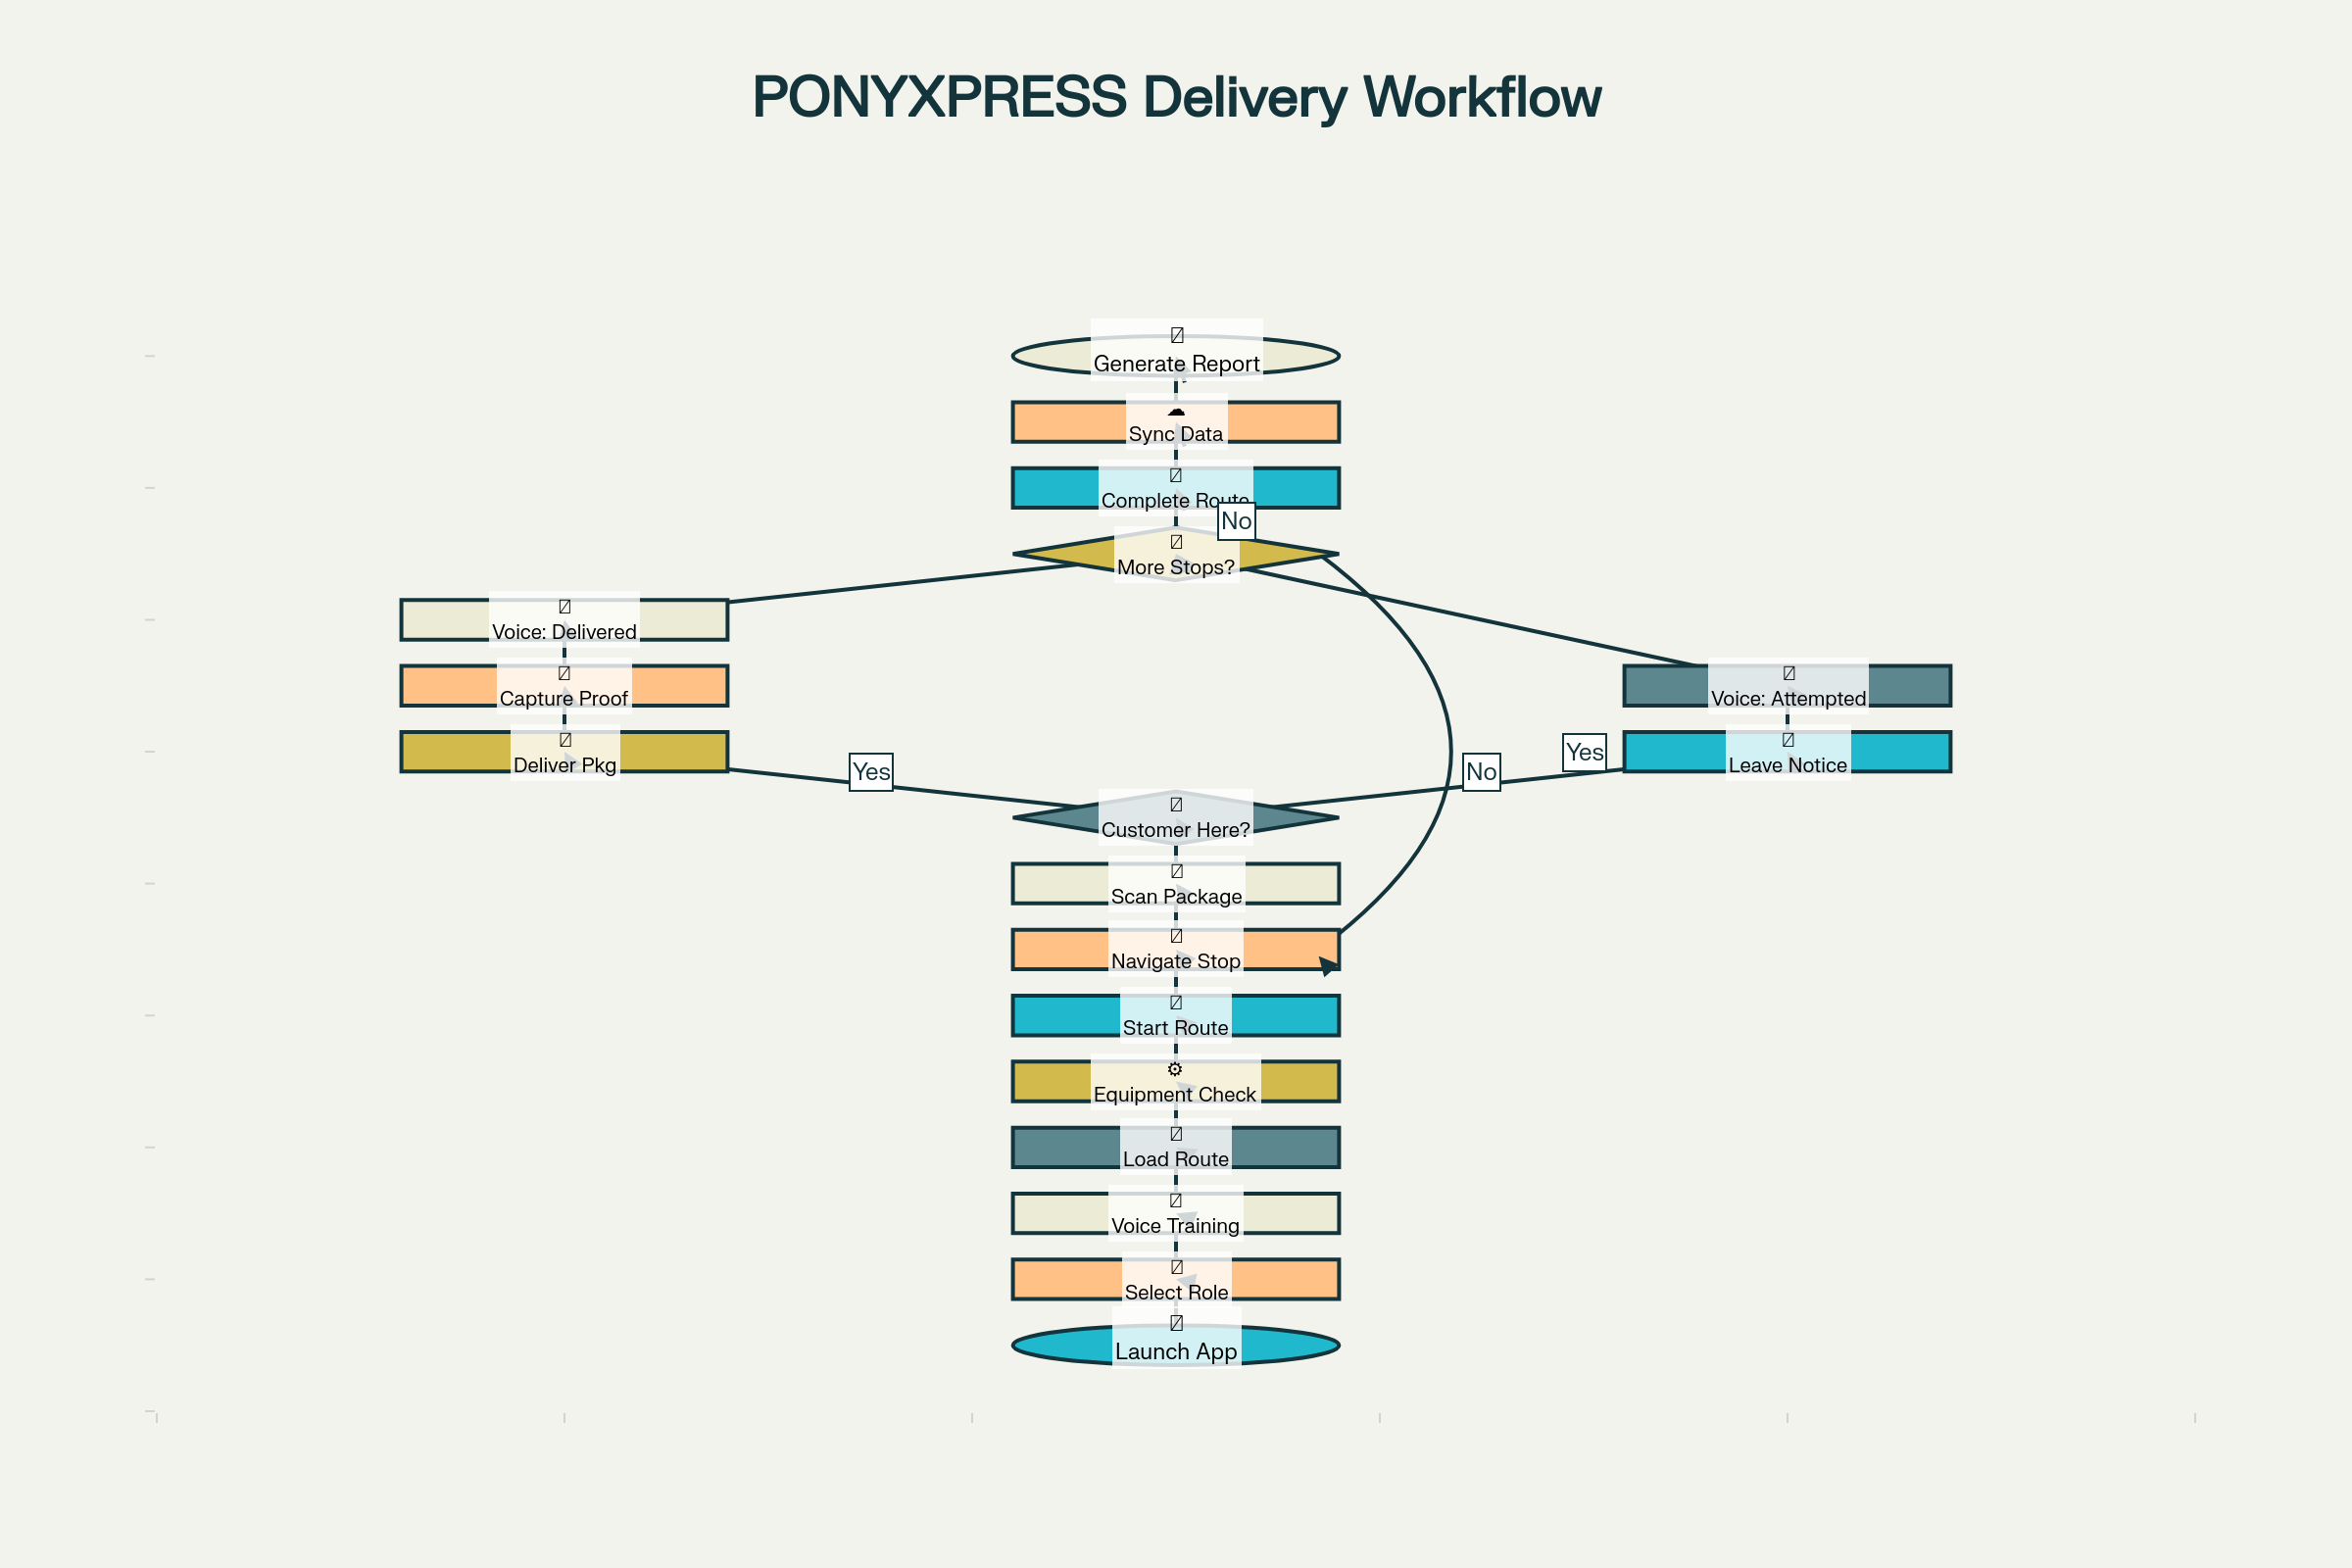 PONYXPRESS Delivery Workflow
Generate Report
Sync Data
Complete Route
No
More Stops?
Voice: Delivered
Capture Proof
Voice: Attempted
Deliver Pkg
Yes
No
Yes
Leave Notice
Customer Here?
Scan Package
Navigate Stop
Start Route
Equipment Check
Load Route
Voice Training
Select Role
Launch App